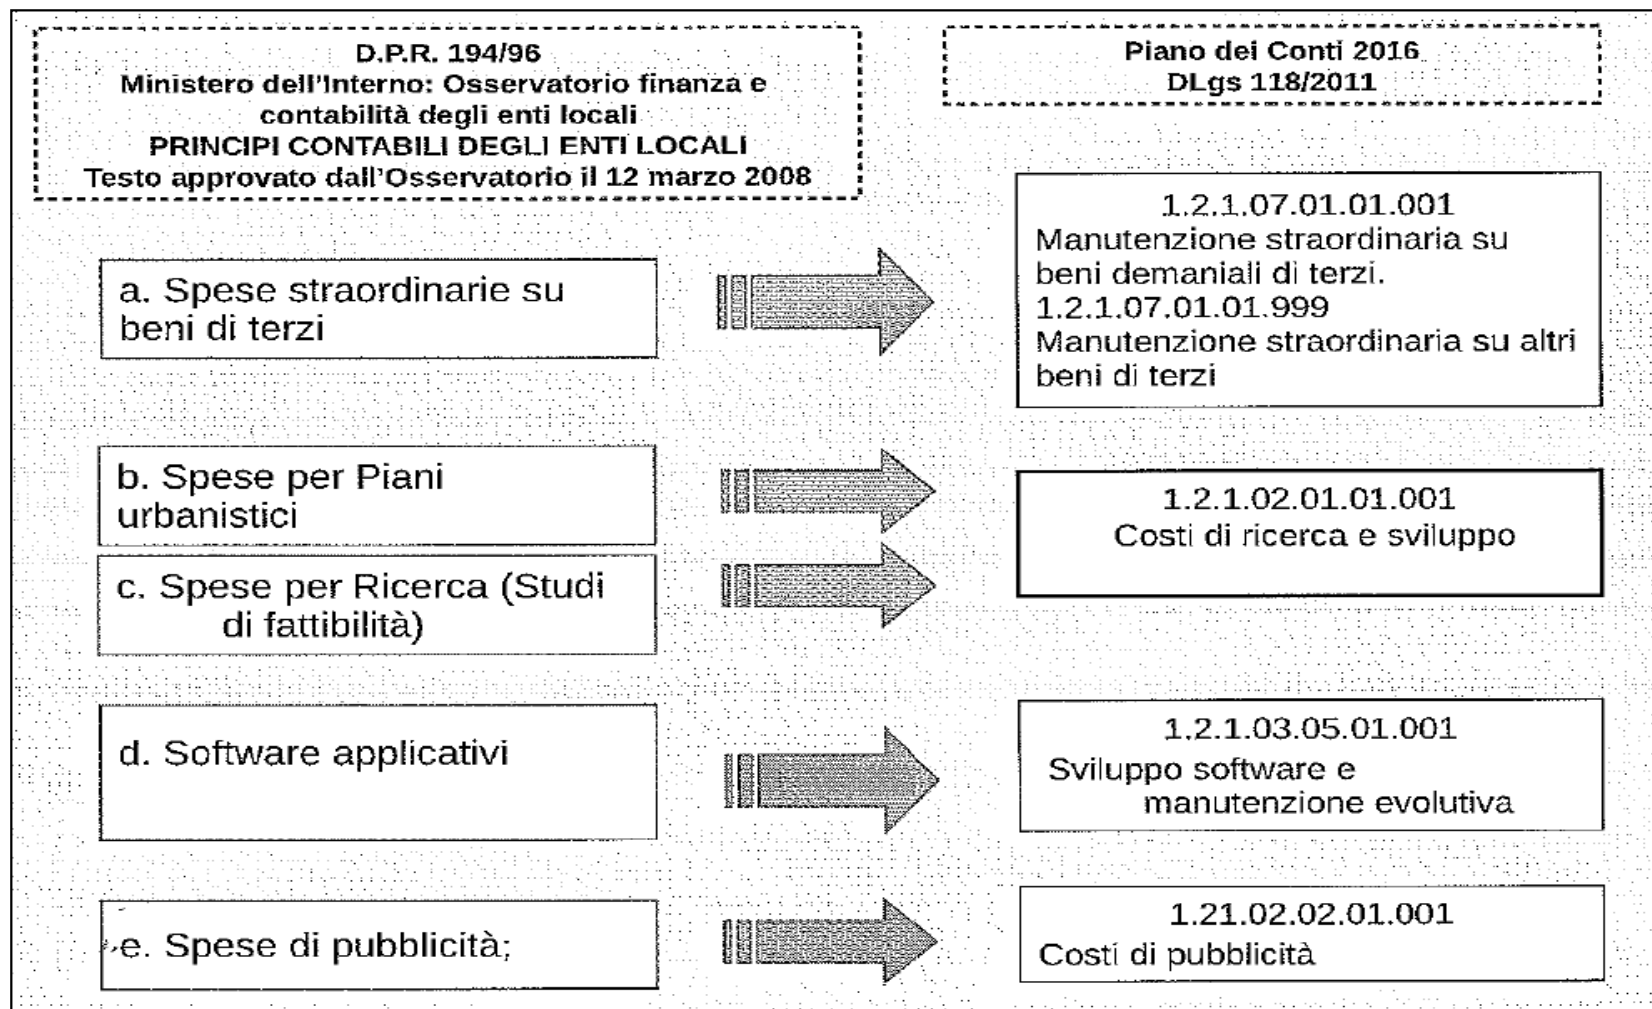 D.P.R. 194/96
Ministero dell'Interno: Osservatorio finanza e
contabilità degli enti locali
PRINCIPI CONTABILI DEGLI ENTI LOCALI
Testo approvato dall'Osservatorio il 12 marzo 2008
Piano dei Conti 2016
DLgs 118/2011
a. Spese straordinarie su
beni di terzi
1.2.1.07.01.01.001
Manutenzione straordinaria su
beni demaniali di terzi.
1.2.1.07.01.01.999
Manutenzione straordinaria su altri
beni di terzi
b. Spese per Piani
urbanistici
c. Spese per Ricerca (Studi
di fattibilità)
1.2.1.02.01.01.001
Costi di ricerca e sviluppo
d. Software applicativi
1.2.1.03.05.01.001
Sviluppo software e
manutenzione evolutiva
e. Spese di pubblicità;
1.21.02.02.01.001
Costi di pubblicità